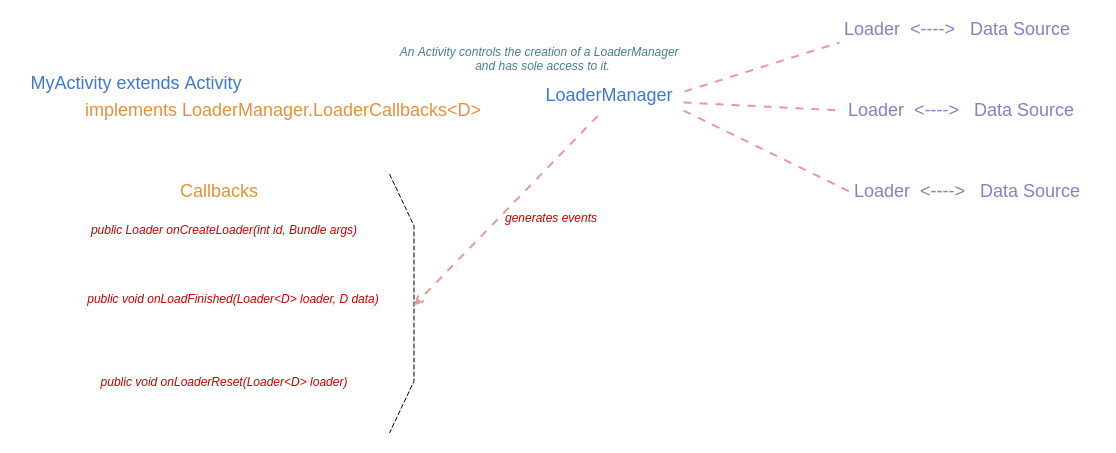 An Activity controls the creation of a LoaderManager
and has sole access to it.
MyActivity extends Activity
implements LoaderManager.LoaderCallbacks<D>
LoaderManager
Loader <----> Data Source
Loader <----> Data Source
Loader <----> Data Source
Callbacks
generates events
public Loader onCreateLoader(int id, Bundle args)
public void onLoadFinished(Loader<D> loader, D data)
public void onLoaderReset(Loader<D> loader)